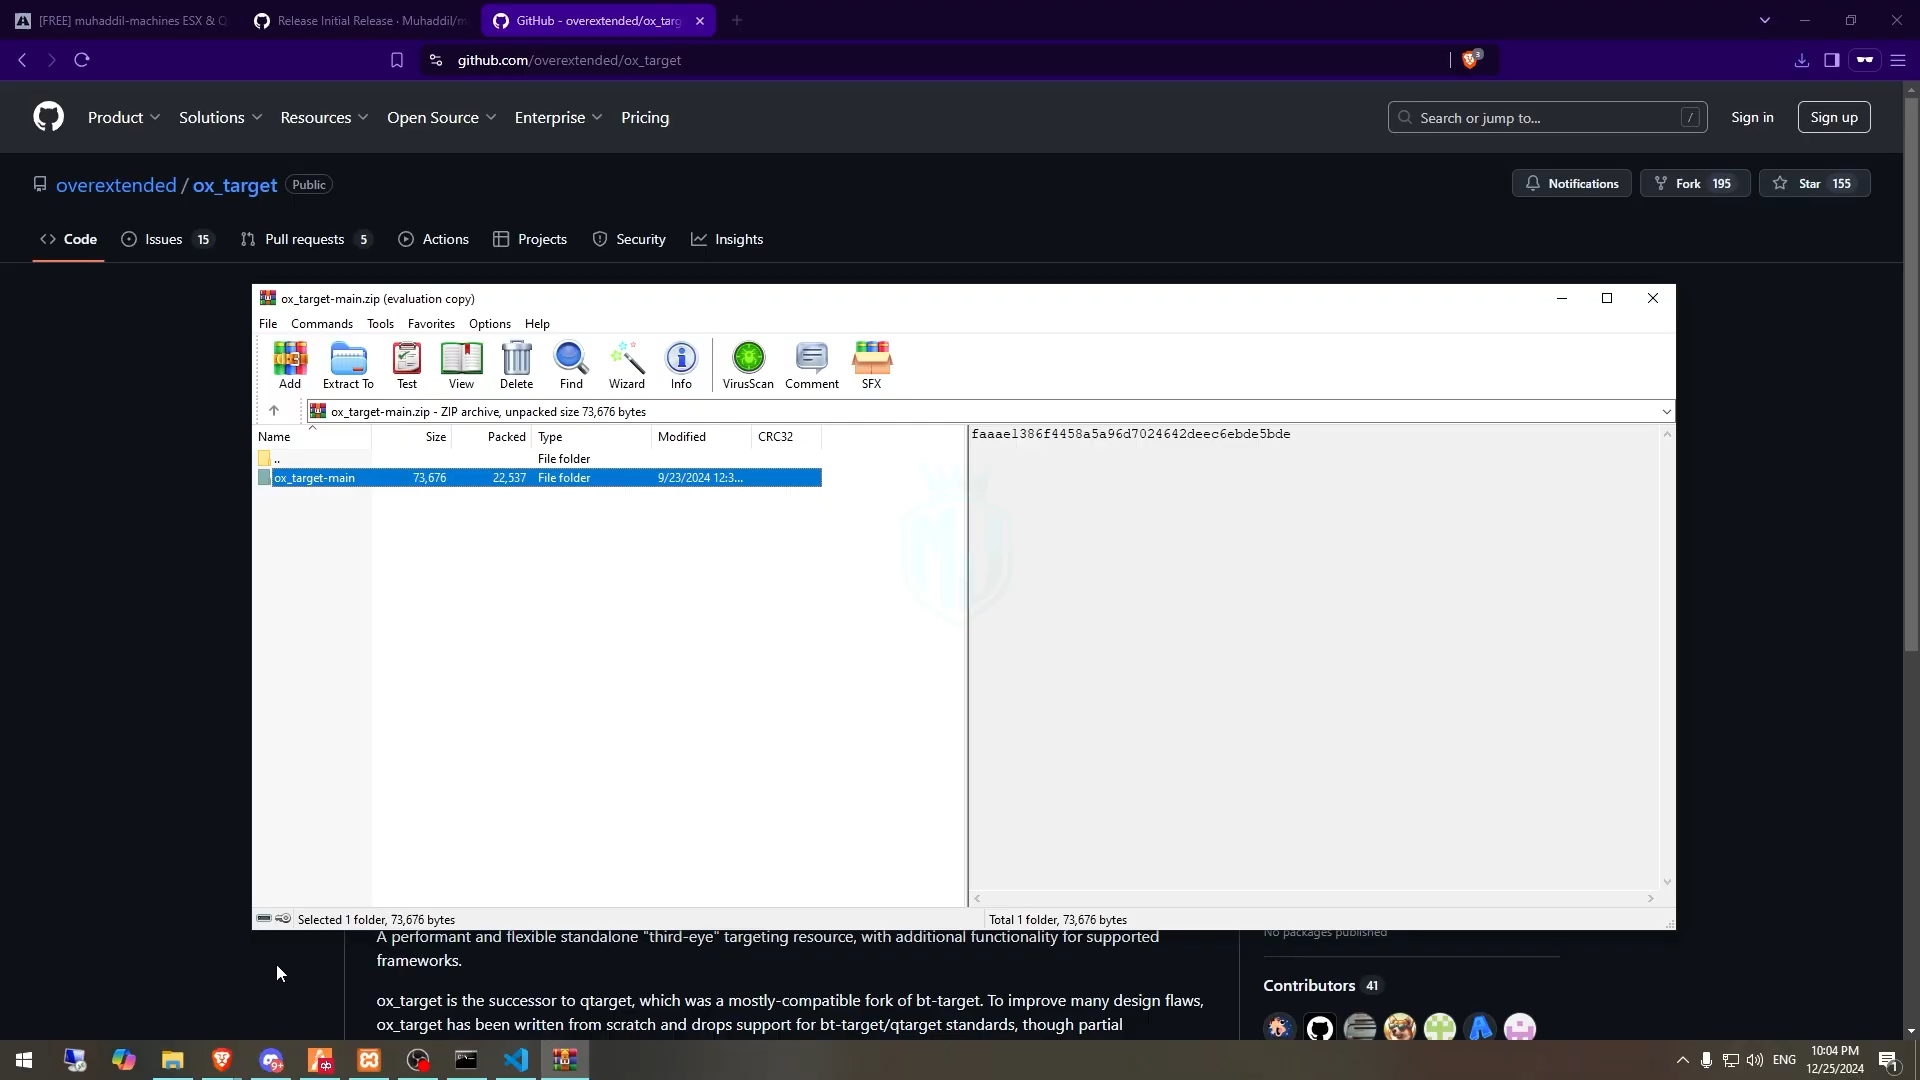 [FREE] muhaddil-machines ESX & Q
Release Initial Release · Muhaddil/m
GitHub - overextended/ox_targ
github.com/overextended/ox_target
3
Product
Solutions
Resources
Open Source
Enterprise
Pricing
Search or jump to...
/
Sign in
Sign up
overextended / ox_target
Public
Notifications
Fork 195
Star 155
Code
Issues 15
Pull requests 5
Actions
Projects
Security
Insights
ox_target-main.zip (evaluation copy)
File Commands Tools Favorites Options Help
Add
Extract To
Test
View
Delete
Find
Wizard
Info
VirusScan
Comment
SFX
ox_target-main.zip - ZIP archive, unpacked size 73,676 bytes
Name Size Packed Type Modified CRC32
.. File folder
ox_target-main 73,676 22,537 File folder 9/23/2024 12:3...
faaae1386f4458a5a96d7024642deec6ebde5bde
Selected 1 folder, 73,676 bytes
Total 1 folder, 73,676 bytes
A performant and flexible standalone "third-eye" targeting resource, with additional functionality for supported
frameworks.
ox_target is the successor to qtarget, which was a mostly-compatible fork of bt-target. To improve many design flaws,
ox_target has been written from scratch and drops support for bt-target/qtarget standards, though partial
No packages published
Contributors 41
9+
ENG
10:04 PM
12/25/2024
1